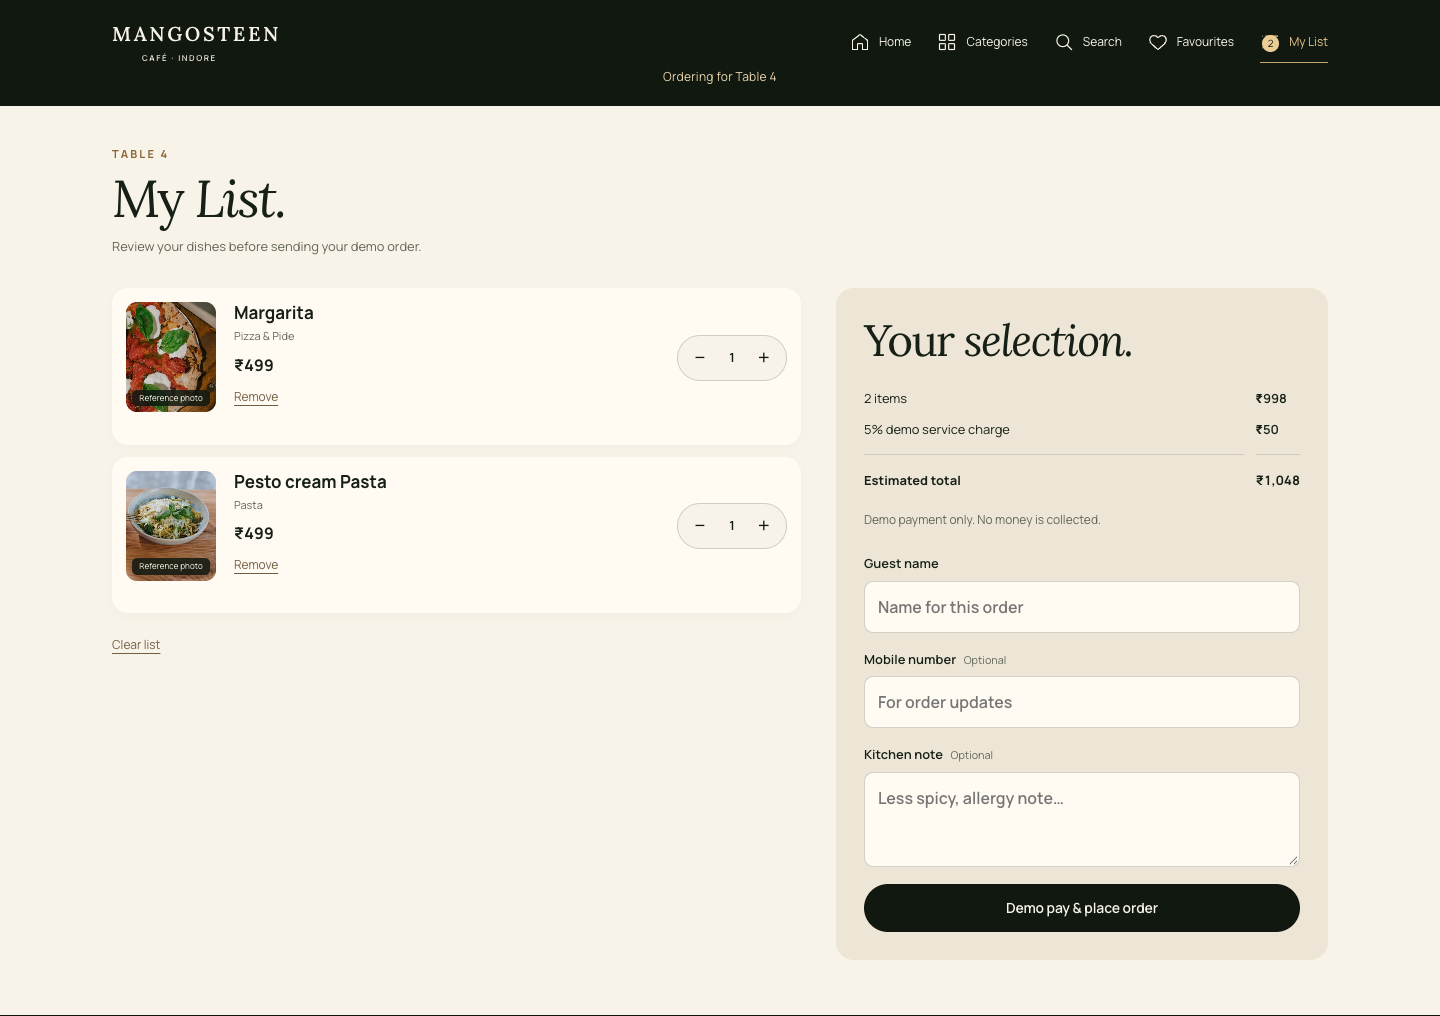 MANGOSTEEN
CAFÉ · INDORE
Home
Categories
Search
Favourites
2
My List
Ordering for Table 4
TABLE 4
My List.
Review your dishes before sending your demo order.
Margarita
Pizza & Pide
₹499
Remove
Reference photo
− 1 +
Pesto cream Pasta
Pasta
₹499
Remove
Reference photo
− 1 +
Clear list
Your selection.
2 items ₹998
5% demo service charge ₹50
Estimated total ₹1,048
Demo payment only. No money is collected.
Guest name
Name for this order
Mobile number Optional
For order updates
Kitchen note Optional
Less spicy, allergy note…
Demo pay & place order